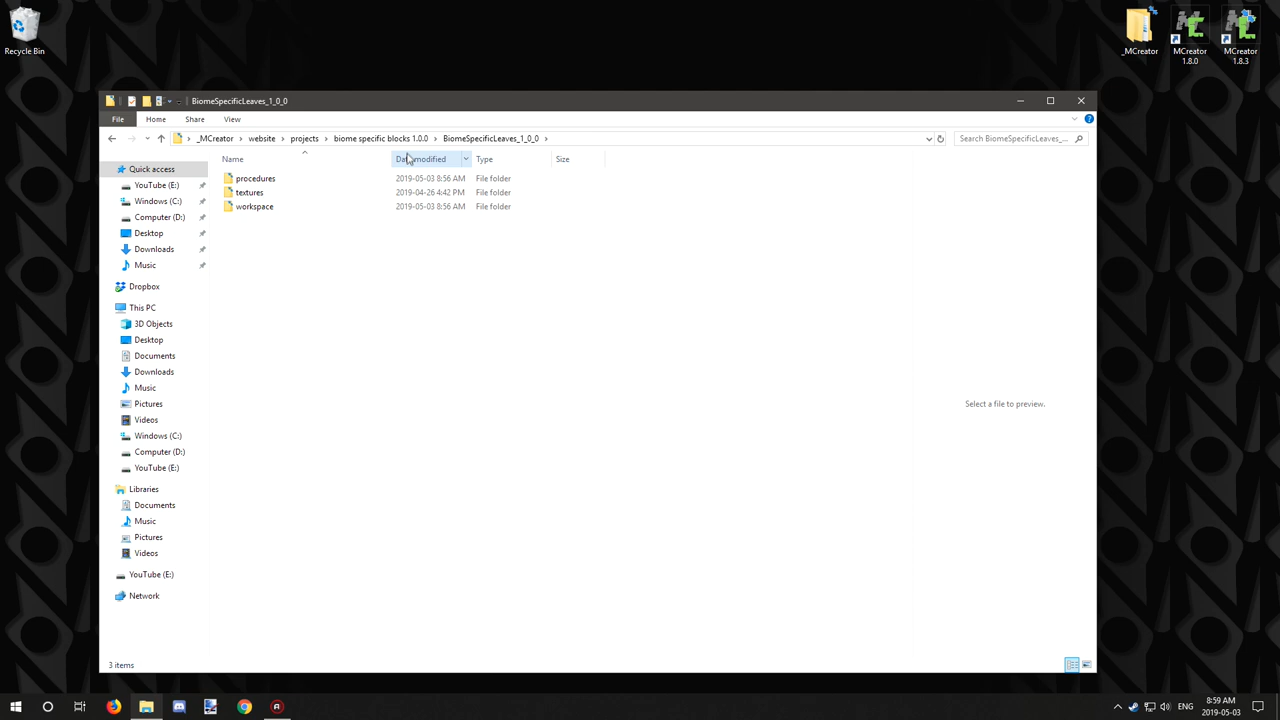 Recycle Bin
_MCreator
MCreator
1.8.0
MCreator
1.8.3
BiomeSpecificLeaves_1_0_0
File Home Share View
_MCreator > website > projects > biome specific blocks 1.0.0 > BiomeSpecificLeaves_1_0_0 >
Search BiomeSpecificLeaves_...
Name Date modified Type Size
procedures 2019-05-03 8:56 AM File folder
textures 2019-04-26 4:42 PM File folder
workspace 2019-05-03 8:56 AM File folder
Quick access
YouTube (E:)
Windows (C:)
Computer (D:)
Desktop
Downloads
Music
Dropbox
This PC
3D Objects
Desktop
Documents
Downloads
Music
Pictures
Videos
Windows (C:)
Computer (D:)
YouTube (E:)
Libraries
Documents
Music
Pictures
Videos
YouTube (E:)
Network
Select a file to preview.
3 items
ENG
8:59 AM
2019-05-03